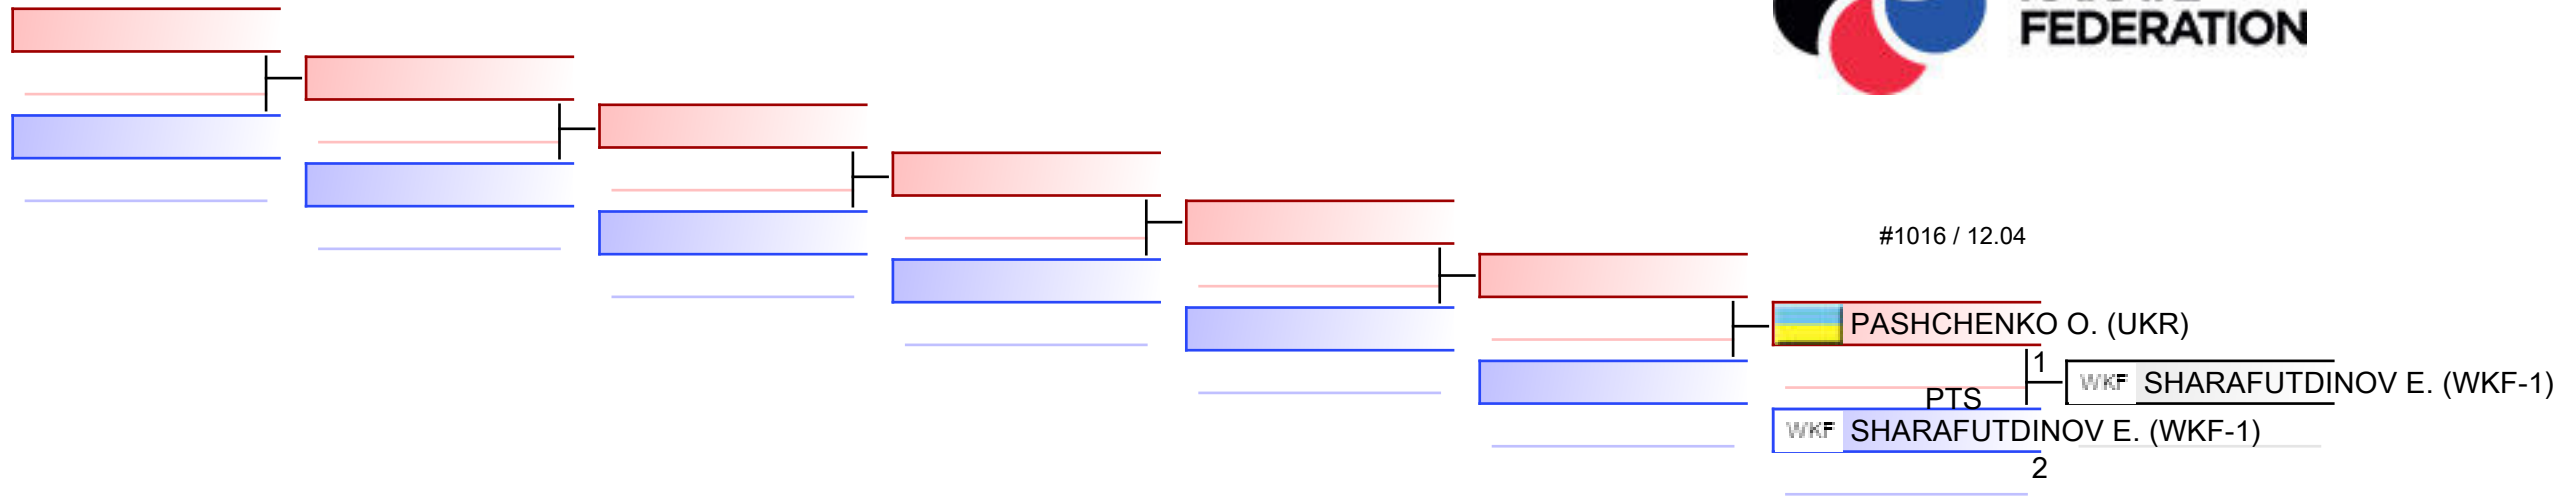 FEDERATION
#1016 / 12.04
PASHCHENKO O. (UKR)
1
WKF SHARAFUTDINOV E. (WKF-1)
PTS
WKF SHARAFUTDINOV E. (WKF-1)
2